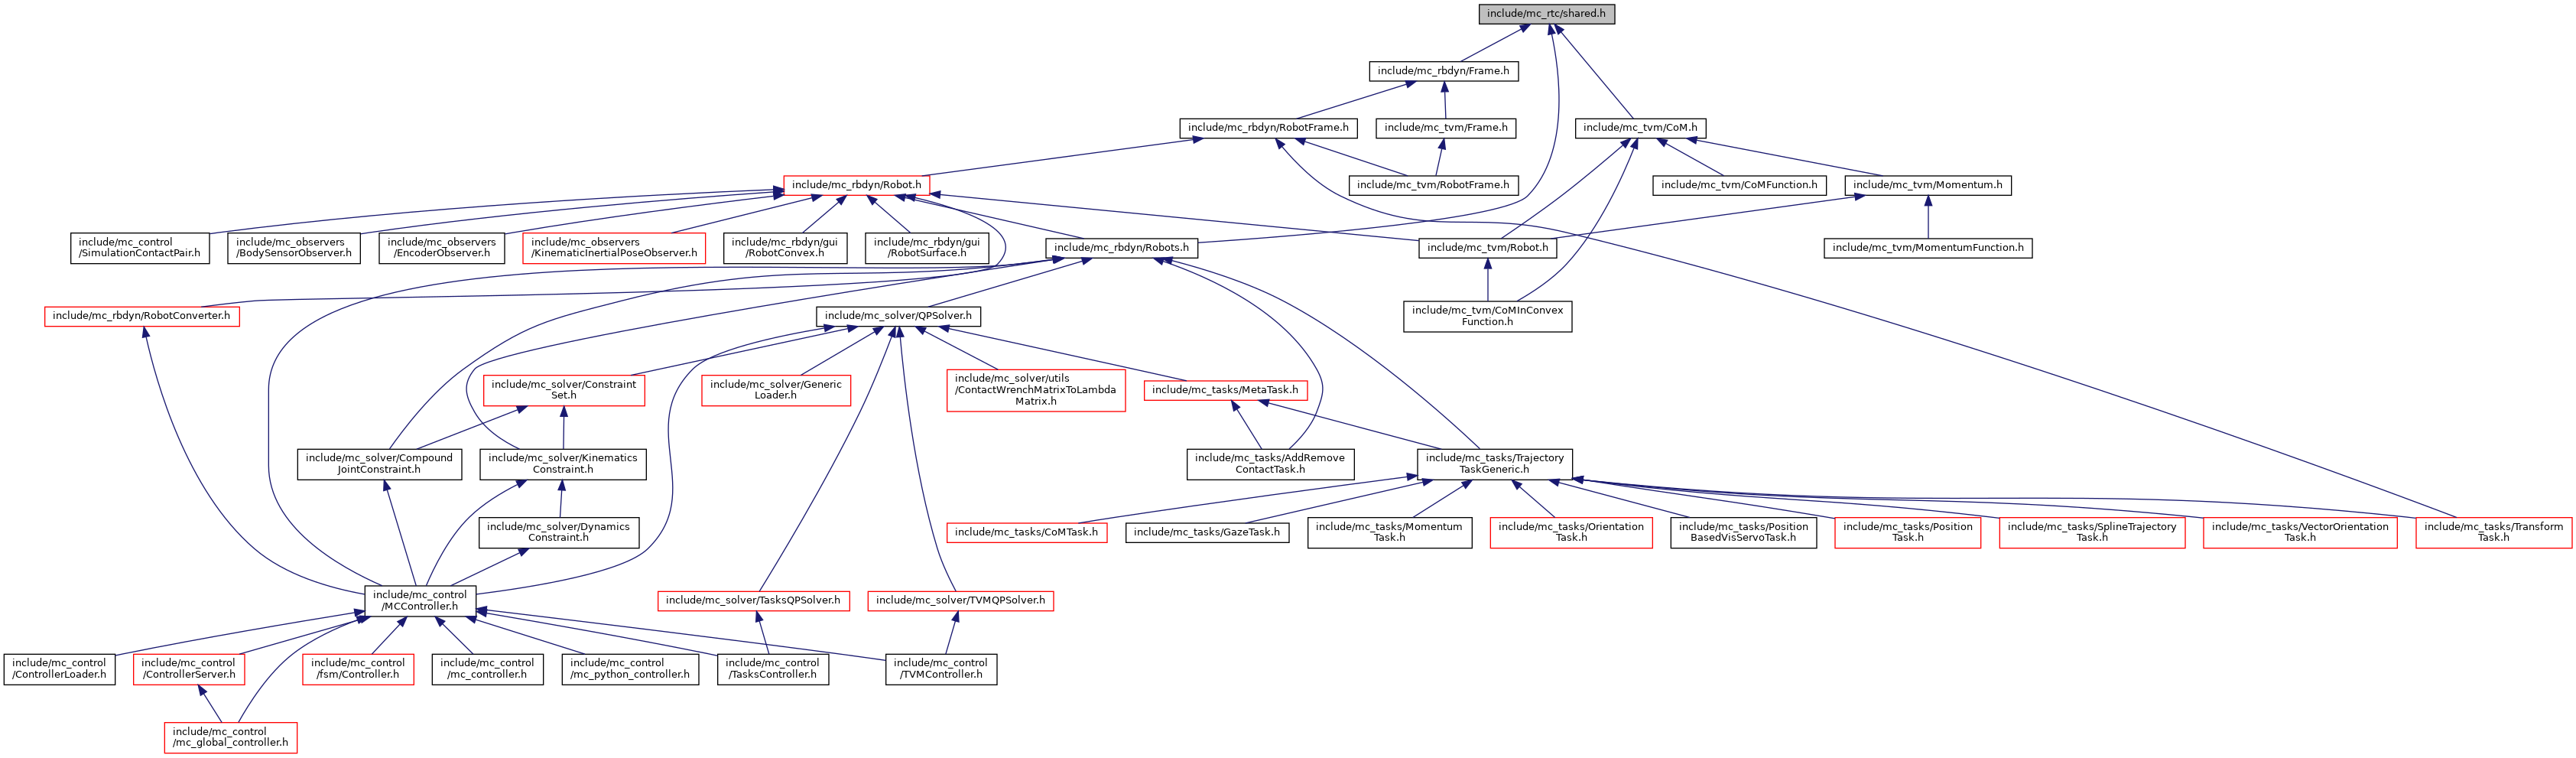 include/mc_rtc/shared.h
include/mc_rbdyn/Frame.h
include/mc_rbdyn/RobotFrame.h
include/mc_tvm/Frame.h
include/mc_tvm/CoM.h
include/mc_rbdyn/Robot.h
include/mc_tvm/RobotFrame.h
include/mc_tvm/CoMFunction.h
include/mc_tvm/Momentum.h
include/mc_control
/SimulationContactPair.h
include/mc_observers
/BodySensorObserver.h
include/mc_observers
/EncoderObserver.h
include/mc_observers
/KinematicInertialPoseObserver.h
include/mc_rbdyn/gui
/RobotConvex.h
include/mc_rbdyn/gui
/RobotSurface.h
include/mc_rbdyn/Robots.h
include/mc_tvm/Robot.h
include/mc_tvm/MomentumFunction.h
include/mc_rbdyn/RobotConverter.h
include/mc_solver/QPSolver.h
include/mc_tvm/CoMInConvex
Function.h
include/mc_solver/Constraint
Set.h
include/mc_solver/Generic
Loader.h
include/mc_solver/utils
/ContactWrenchMatrixToLambda
Matrix.h
include/mc_tasks/MetaTask.h
include/mc_solver/Compound
JointConstraint.h
include/mc_solver/Kinematics
Constraint.h
include/mc_tasks/AddRemove
ContactTask.h
include/mc_tasks/Trajectory
TaskGeneric.h
include/mc_solver/Dynamics
Constraint.h
include/mc_tasks/CoMTask.h
include/mc_tasks/GazeTask.h
include/mc_tasks/Momentum
Task.h
include/mc_tasks/Orientation
Task.h
include/mc_tasks/Position
BasedVisServoTask.h
include/mc_tasks/Position
Task.h
include/mc_tasks/SplineTrajectory
Task.h
include/mc_tasks/VectorOrientation
Task.h
include/mc_tasks/Transform
Task.h
include/mc_control
/MCController.h
include/mc_solver/TasksQPSolver.h
include/mc_solver/TVMQPSolver.h
include/mc_control
/ControllerLoader.h
include/mc_control
/ControllerServer.h
include/mc_control
/fsm/Controller.h
include/mc_control
/mc_controller.h
include/mc_control
/mc_python_controller.h
include/mc_control
/TasksController.h
include/mc_control
/TVMController.h
include/mc_control
/mc_global_controller.h